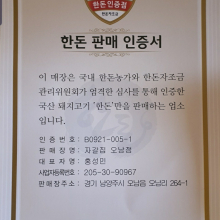 한돈인증점
한돈 판매 인증서
이 매장은 국내 한돈농가와 한돈자조금
관리위원회가 엄격한 심사를 통해 인증한
국산 돼지고기 '한돈'만을 판매하는 업소
입니다.
인 증 번 호 : B0921-005-1
판 매 점 명 : 자갈집 오남점
대 표 자 명 : 홍성민
사업자등록번호 : 205-30-90967
판매장주소 : 경기 남양주시 오남읍 오남리 264-1